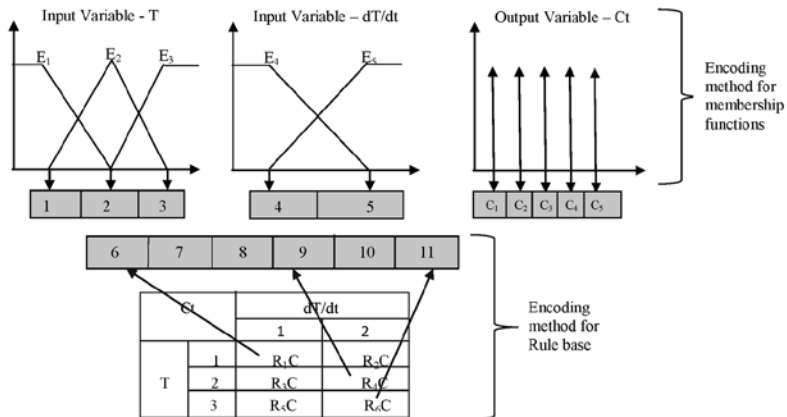 Input Variable - T
Input Variable – dT/dt
Output Variable – Ct
E₁ E₂ E₃
E₄ E₅
Encoding
method for
membership
functions
1 2 3
4 5
C₁ C₂ C₃ C₄ C₅
6 7 8 9 10 11
Ct dT/dt
1 2
T
1 R₁C R₂C
2 R₃C R₄C
3 R₅C R₆C
Encoding
method for
Rule base